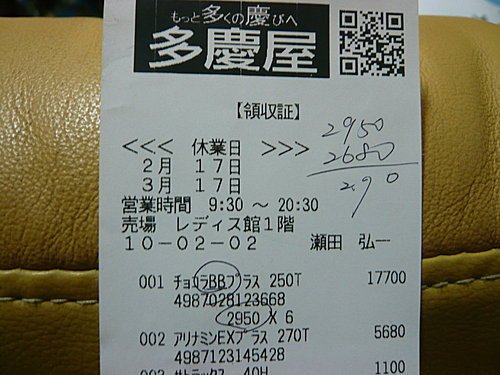 もっと多くの慶びへ
多慶屋
【領収証】
2950
2680
290
<<< 休業日 >>>
2月 17日
3月 17日
営業時間 9:30 ～ 20:30
売場 レディス館1階
10-02-02 瀬田 弘一
001 チョコラBBプラス 250T 17700
4987028123668
2950 X 6
002 アリナミンEXプラス 270T 5680
4987123145428
40H 1100